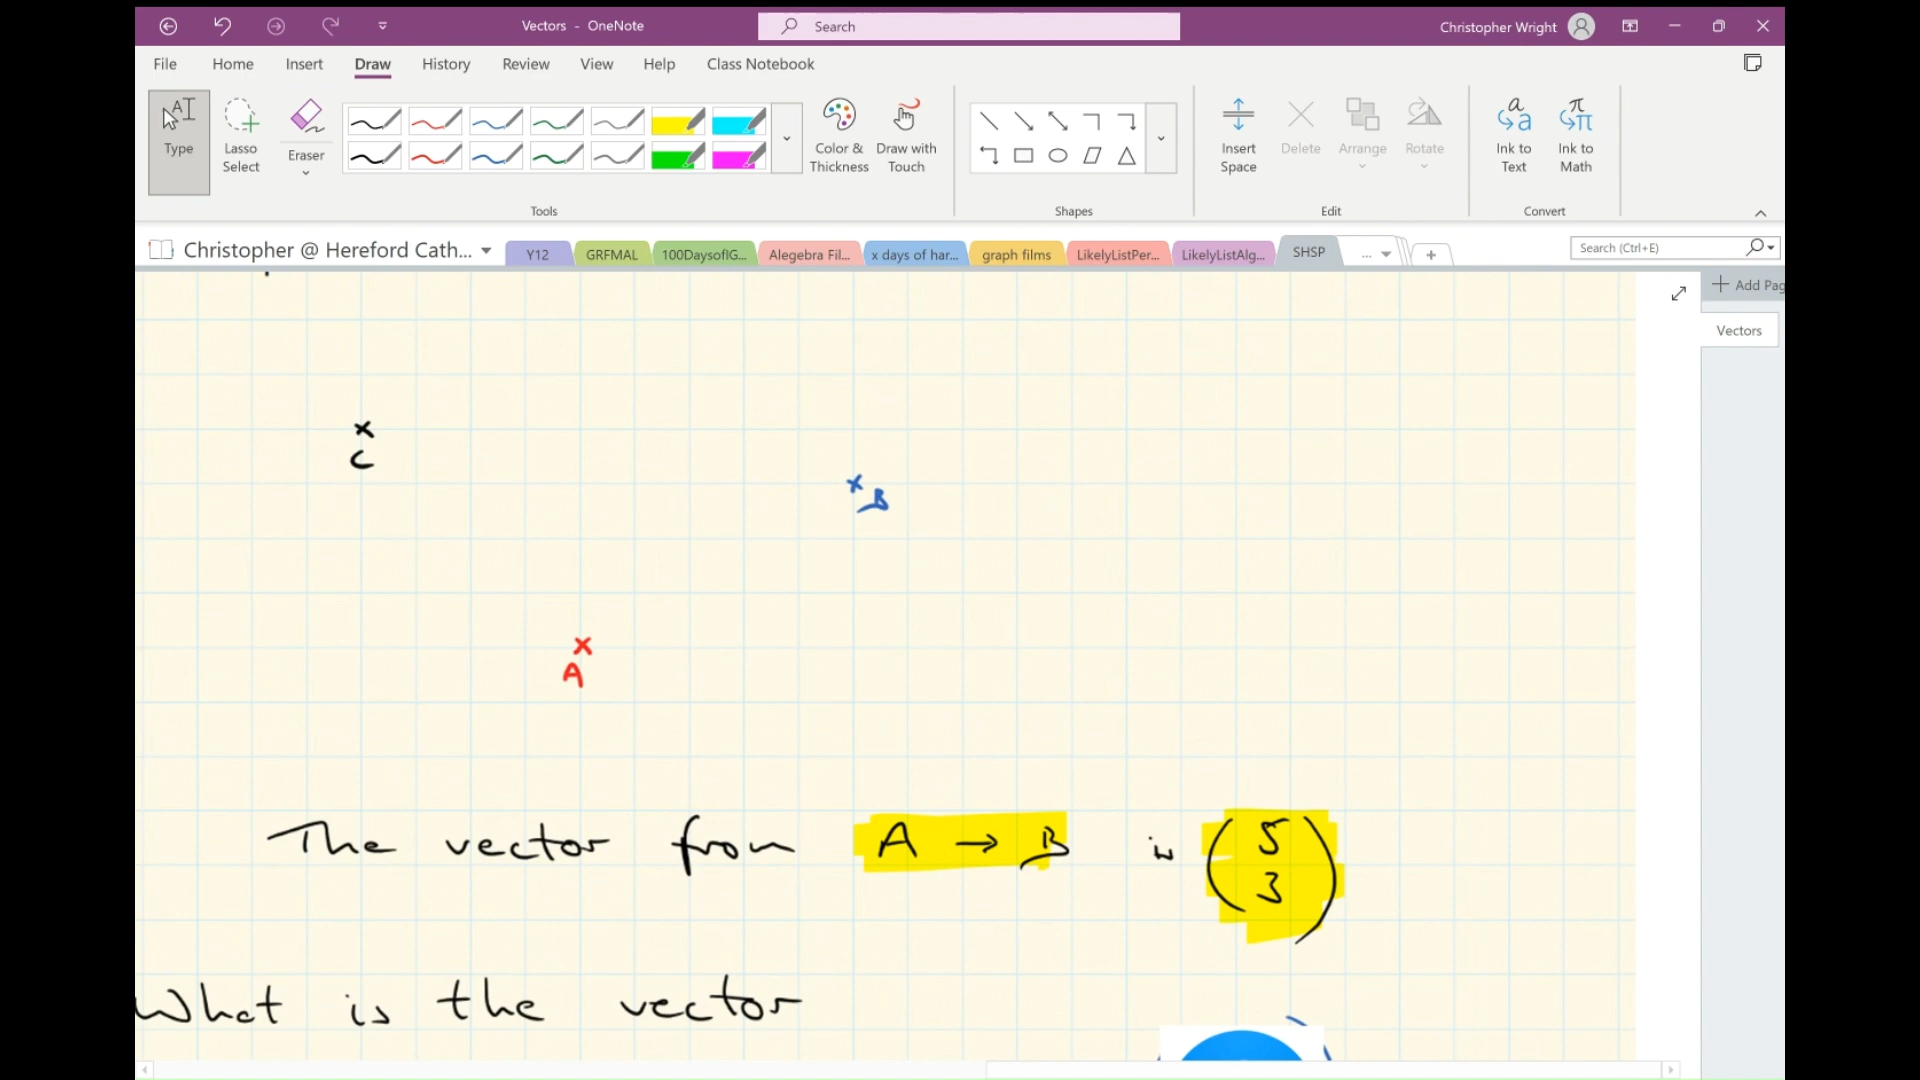 Vectors - OneNote
Search
Christopher Wright
File Home Insert Draw History Review View Help Class Notebook
Type
Lasso Select
Eraser
Color & Thickness
Draw with Touch
Insert Space
Delete
Arrange
Rotate
Ink to Text
Ink to Math
Tools
Shapes
Edit
Convert
Christopher @ Hereford Cath...
Y12
GRFMAL
100DaysofIG...
Alegebra Fil...
x days of har...
graph films
LikelyListPer...
LikelyListAlg...
SHSP
...
Search (Ctrl+E)
Add Pag
Vectors
x
C
x B
x
A
The vector from A → B is (5
3)
What is the vector